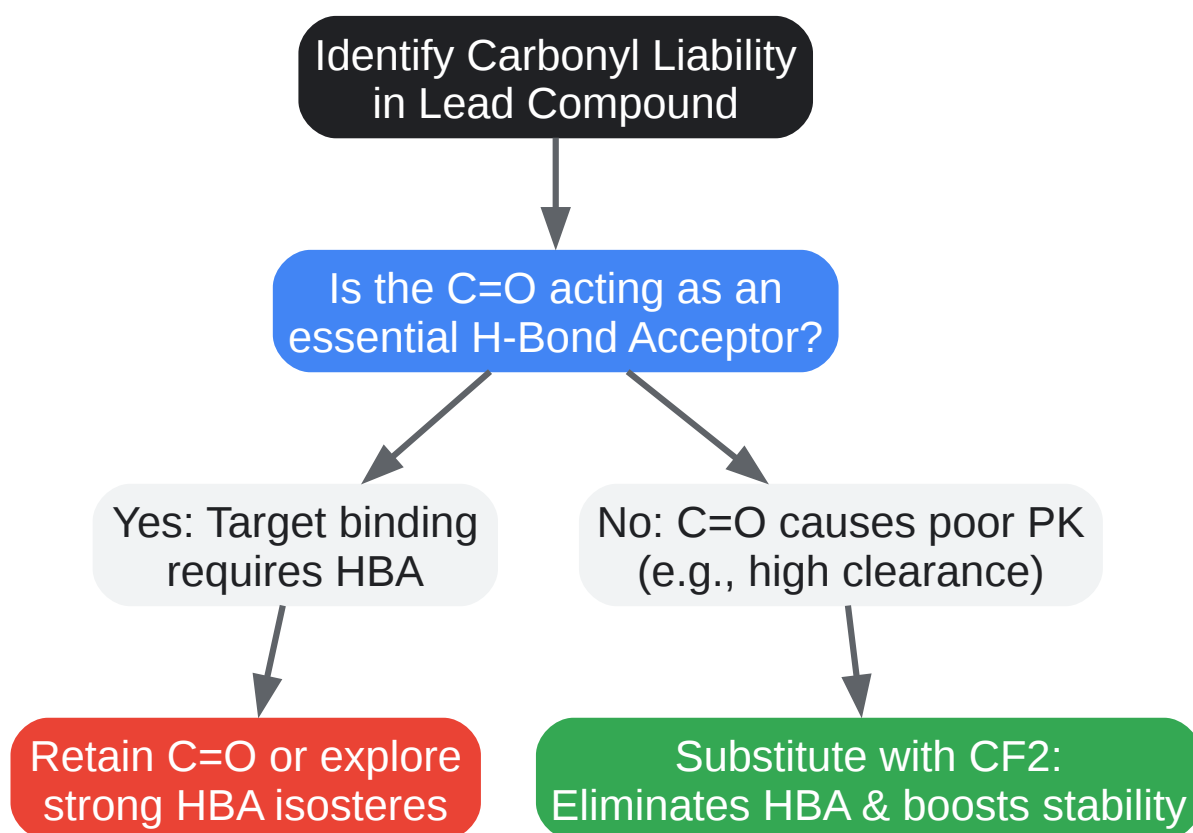 Identify Carbonyl Liability
in Lead Compound
Is the C=O acting as an
essential H-Bond Acceptor?
Yes: Target binding
requires HBA
No: C=O causes poor PK
(e.g., high clearance)
Retain C=O or explore
strong HBA isosteres
Substitute with CF2:
Eliminates HBA & boosts stability